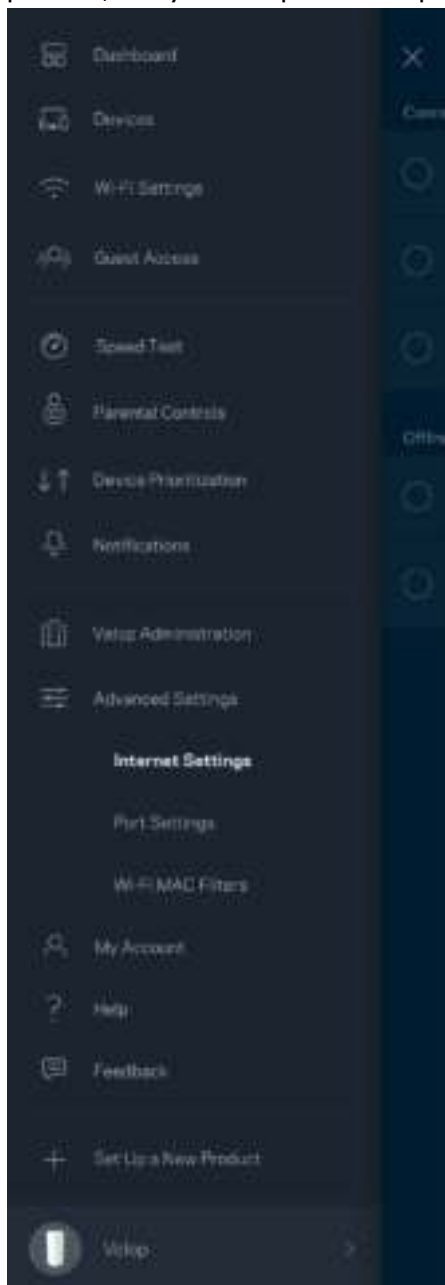 Dashboard
Devices
Wi-Fi Settings
Guest Access
Speed Test
Parental Controls
Device Prioritization
Notifications
Velop Administration
Advanced Settings
Internet Settings
Port Settings
Wi-Fi MAC Filters
My Account
? Help
Feedback
+ Set Up a New Product
Velop